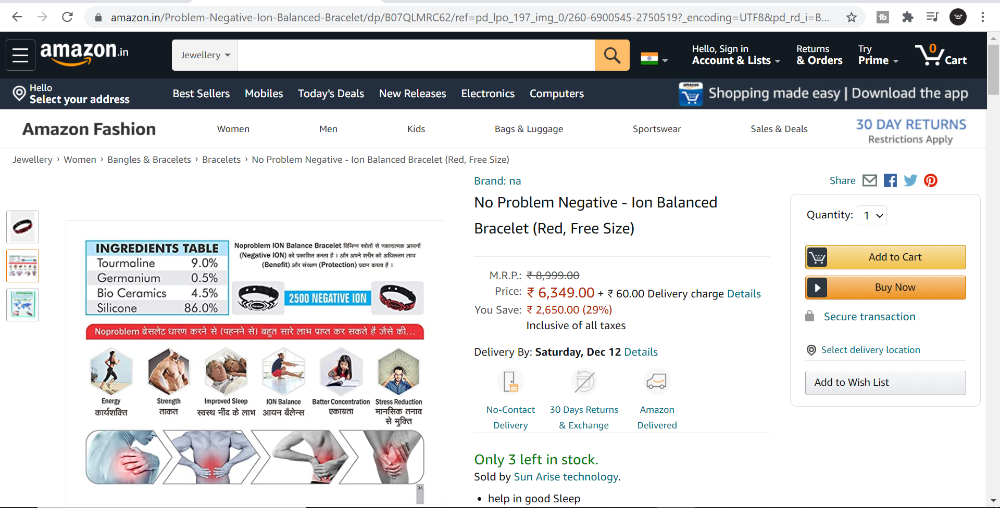 amazon.in/Problem-Negative-Ion-Balanced-Bracelet/dp/B07QLMRC62/ref=pd_lpo_197_img_0/260-6900545-2750519?_encoding=UTF8&pd_rd_i=B...
amazon.in
Jewellery
Hello, Sign in
Account & Lists
Returns
& Orders
Try
Prime
0
Cart
Hello
Select your address
Best Sellers
Mobiles
Today's Deals
New Releases
Electronics
Computers
amazon
Shopping made easy | Download the app
Amazon Fashion
Women
Men
Kids
Bags & Luggage
Sportswear
Sales & Deals
30 DAY RETURNS
Restrictions Apply
Jewellery › Women › Bangles & Bracelets › Bracelets › No Problem Negative - Ion Balanced Bracelet (Red, Free Size)
INGREDIENTS TABLE
Tourmaline 9.0%
Germanium 0.5%
Bio Ceramics 4.5%
Silicone 86.0%
Noproblem ION Balance Bracelet विभिन्न स्त्रोतों से नकारात्मक आयनों
(Negative ION) को प्रकाशित करता है । और अपने शरीर को अधिकतम लाभ
(Benefit) और संरक्षण (Protection) प्रदान करता है ।
2500 NEGATIVE ION
Noproblem ब्रेसलेट धारण करने से (पहनने से) बहुत सारे लाभ प्राप्त कर सकते है जैसे की...
Energy
कार्यशक्ति
Strength
ताकत
Improved Sleep
स्वस्थ नींद के लाभ
ION Balance
आयन बैलेन्स
Batter Concentration
एकाग्रता
Stress Reduction
मानसिक तनाव
से मुक्ति
36
Brand: na
No Problem Negative - Ion Balanced
Bracelet (Red, Free Size)
M.R.P.: ₹ 8,999.00
Price: ₹ 6,349.00 + ₹ 60.00 Delivery charge Details
You Save: ₹ 2,650.00 (29%)
Inclusive of all taxes
Delivery By: Saturday, Dec 12 Details
No-Contact
Delivery
30 Days Returns
& Exchange
Amazon
Delivered
Only 3 left in stock.
Sold by Sun Arise technology.
• help in good Sleep
Share
Quantity: 1
Add to Cart
Buy Now
Secure transaction
Select delivery location
Add to Wish List